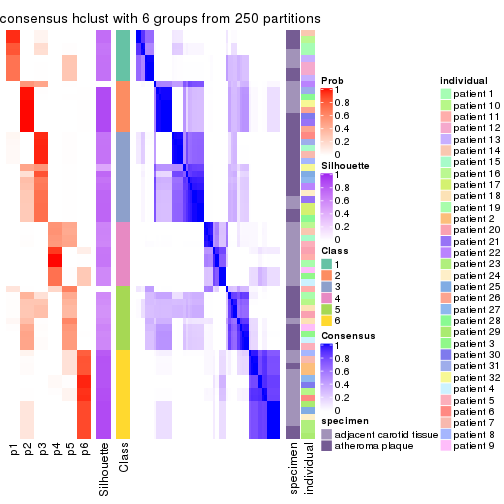 consensus hclust with 6 groups from 250 partitions
Prob
1
0.8
0.6
0.4
0.2
0
Silhouette
1
0.8
0.6
0.4
0.2
0
Class
1
2
3
4
5
6
Consensus
1
0.8
0.6
0.4
0.2
0
specimen
adjacent carotid tissue
atheroma plaque
individual
patient 1
patient 10
patient 11
patient 12
patient 13
patient 14
patient 15
patient 16
patient 17
patient 18
patient 19
patient 2
patient 20
patient 21
patient 22
patient 23
patient 24
patient 25
patient 26
patient 27
patient 28
patient 29
patient 3
patient 30
patient 31
patient 32
patient 4
patient 5
patient 6
patient 7
patient 8
patient 9
p1
p2
p3
p4
p5
p6
Silhouette
Class
specimen
individual